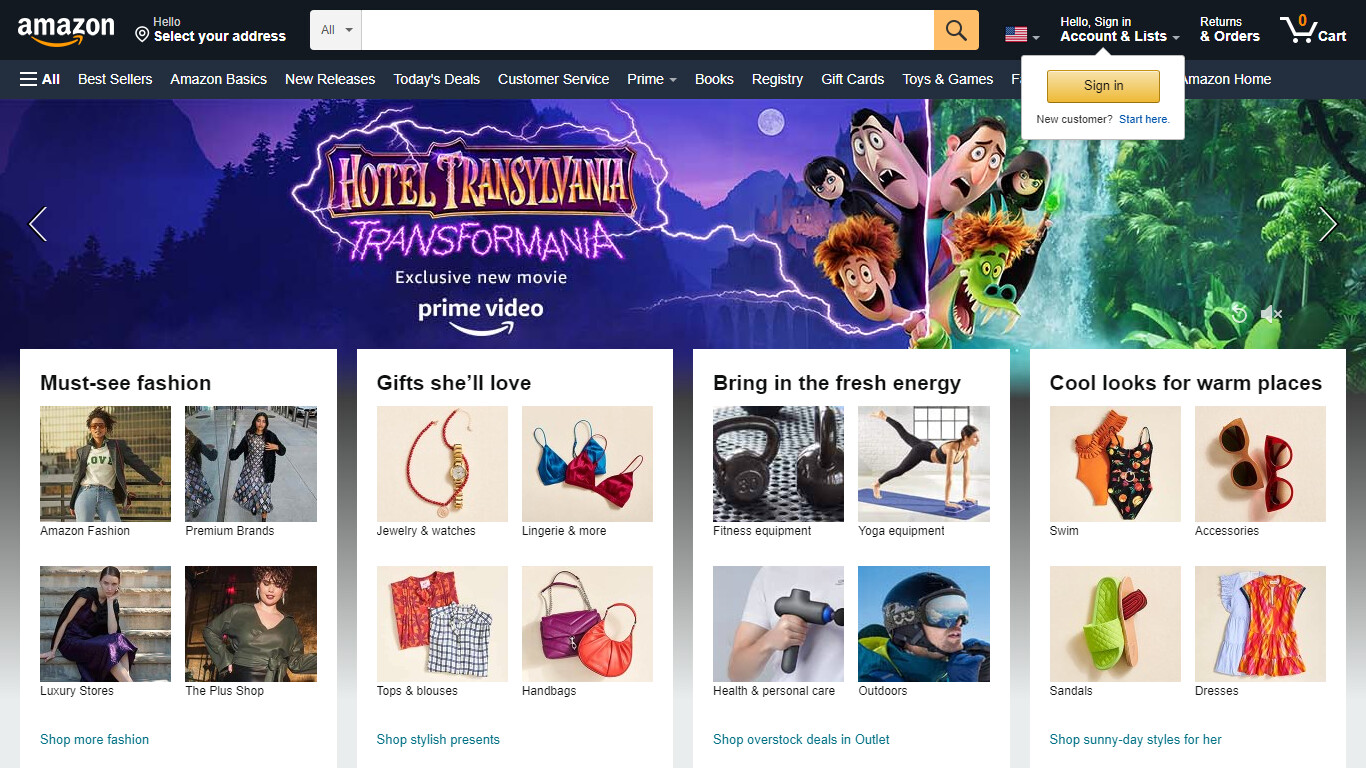 amazon
Hello
Select your address
All
Hello, Sign in
Account & Lists
Returns
& Orders
0
Cart
Sign in
New customer? Start here.
All
Best Sellers
Amazon Basics
New Releases
Today's Deals
Customer Service
Prime
Books
Registry
Gift Cards
Toys & Games
Amazon Home
HOTEL TRANSYLVANIA
TRANSFORMANIA
Exclusive new movie
prime video
Must-see fashion
Amazon Fashion
Premium Brands
Luxury Stores
The Plus Shop
Shop more fashion
Gifts she’ll love
Jewelry & watches
Lingerie & more
Tops & blouses
Handbags
Shop stylish presents
Bring in the fresh energy
Fitness equipment
Yoga equipment
Health & personal care
Outdoors
Shop overstock deals in Outlet
Cool looks for warm places
Swim
Accessories
Sandals
Dresses
Shop sunny-day styles for her